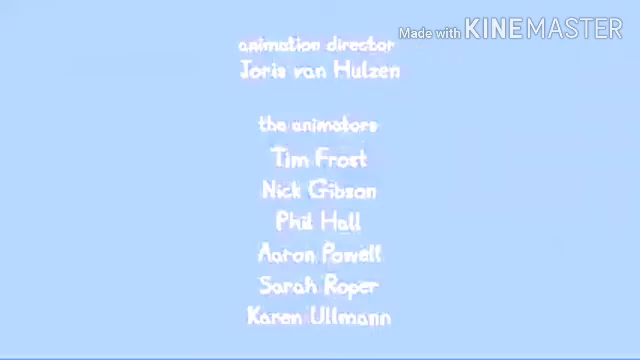 Made with KINEMASTER
animation director
Joris van Hulzen
the animators
Tim Frost
Nick Gibson
Phil Hall
Aaron Powell
Sarah Roper
Karen Ullmann